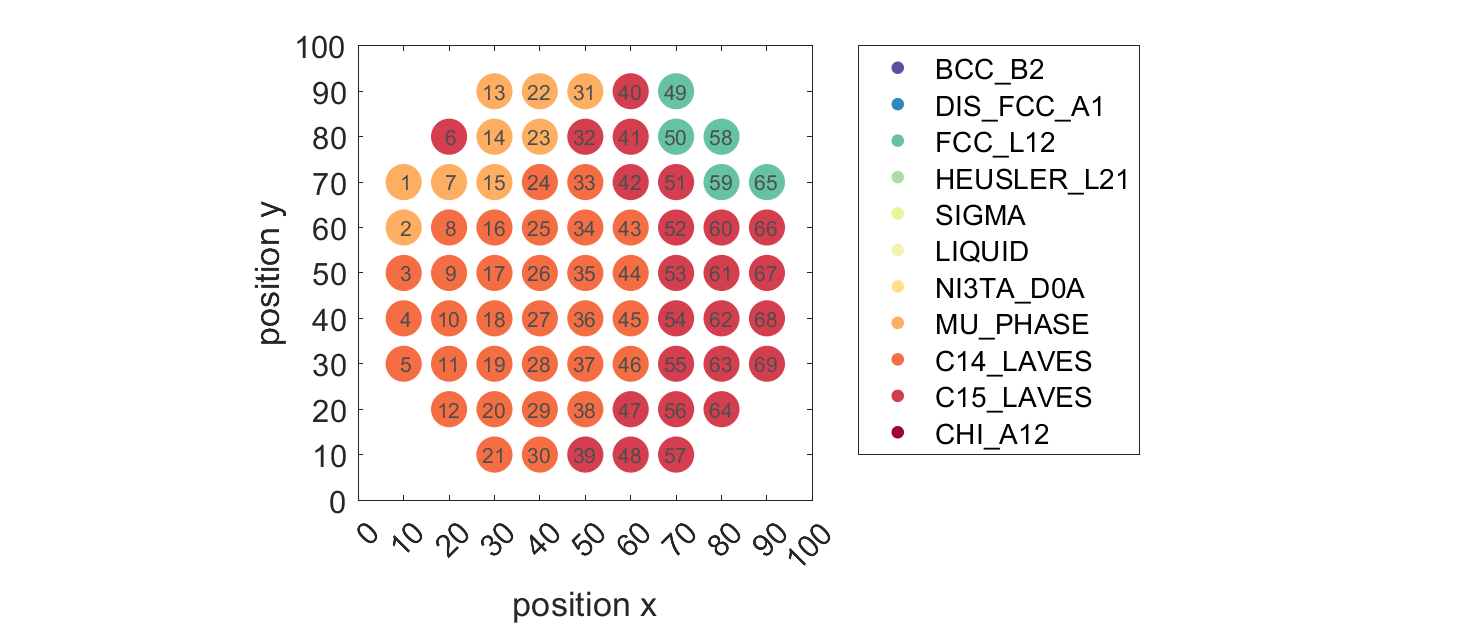 100
90
80
70
60
50
40
30
20
10
0
position y
13 22 31 40 49
6 14 23 32 41 50 58
1 7 15 24 33 42 51 59 65
2 8 16 25 34 43 52 60 66
3 9 17 26 35 44 53 61 67
4 10 18 27 36 45 54 62 68
5 11 19 28 37 46 55 63 69
12 20 29 38 47 56 64
21 30 39 48 57
0 10 20 30 40 50 60 70 80 90 100
position x
BCC_B2
DIS_FCC_A1
FCC_L12
HEUSLER_L21
SIGMA
LIQUID
NI3TA_D0A
MU_PHASE
C14_LAVES
C15_LAVES
CHI_A12